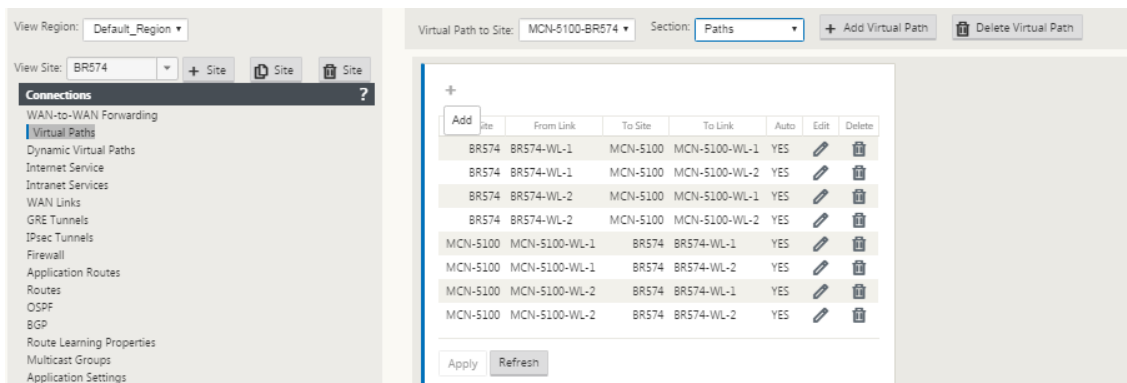 View Region: Default_Region
View Site: BR574 + Site Site Site
Connections ?
WAN-to-WAN Forwarding
Virtual Paths
Dynamic Virtual Paths
Internet Service
Intranet Services
WAN Links
GRE Tunnels
IPsec Tunnels
Firewall
Application Routes
Routes
OSPF
BGP
Route Learning Properties
Multicast Groups
Application Settings
Virtual Path to Site: MCN-5100-BR574 Section: Paths + Add Virtual Path Delete Virtual Path
+
Add
Site From Link To Site To Link Auto Edit Delete
BR574 BR574-WL-1 MCN-5100 MCN-5100-WL-1 YES
BR574 BR574-WL-1 MCN-5100 MCN-5100-WL-2 YES
BR574 BR574-WL-2 MCN-5100 MCN-5100-WL-1 YES
BR574 BR574-WL-2 MCN-5100 MCN-5100-WL-2 YES
MCN-5100 MCN-5100-WL-1 BR574 BR574-WL-1 YES
MCN-5100 MCN-5100-WL-1 BR574 BR574-WL-2 YES
MCN-5100 MCN-5100-WL-2 BR574 BR574-WL-1 YES
MCN-5100 MCN-5100-WL-2 BR574 BR574-WL-2 YES
Apply Refresh